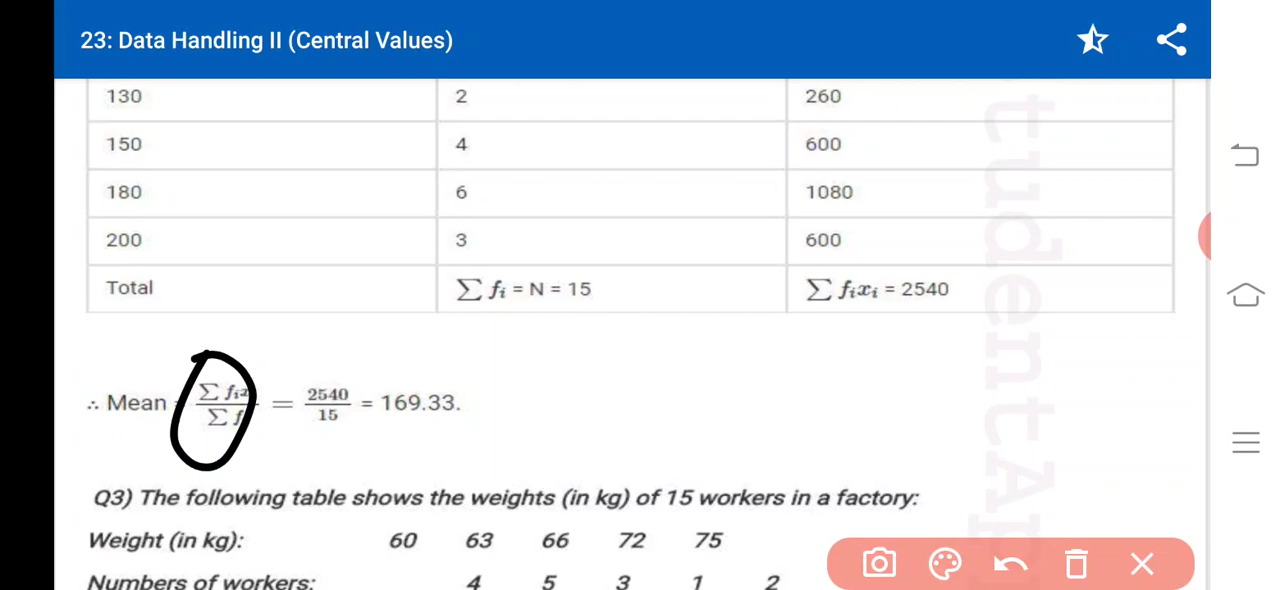 23: Data Handling II (Central Values)
130 2 260
150 4 600
180 6 1080
200 3 600
Total ∑ fᵢ = N = 15 ∑ fᵢxᵢ = 2540
∴ Mean = ∑ fᵢx / ∑ f = 2540/15 = 169.33.
Q3) The following table shows the weights (in kg) of 15 workers in a factory:
Weight (in kg): 60 63 66 72 75
Numbers of workers: 4 5 3 1 2
tudentAp